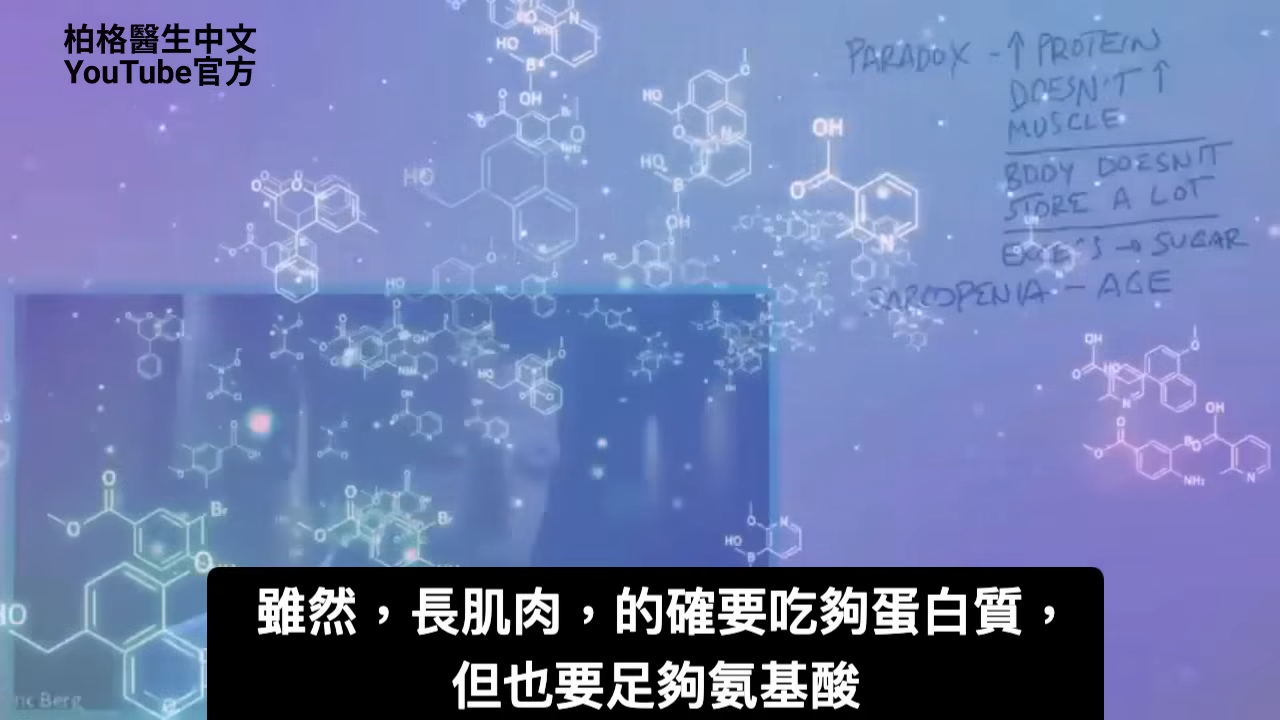 柏格醫生中文
YouTube官方
PARADOX - ↑ PROTEIN
DOESN'T ↑
MUSCLE
BODY DOESN'T
STORE A LOT
EXCESS → SUGAR
SARCOPENIA - AGE
雖然，長肌肉，的確要吃夠蛋白質，
但也要足夠氨基酸